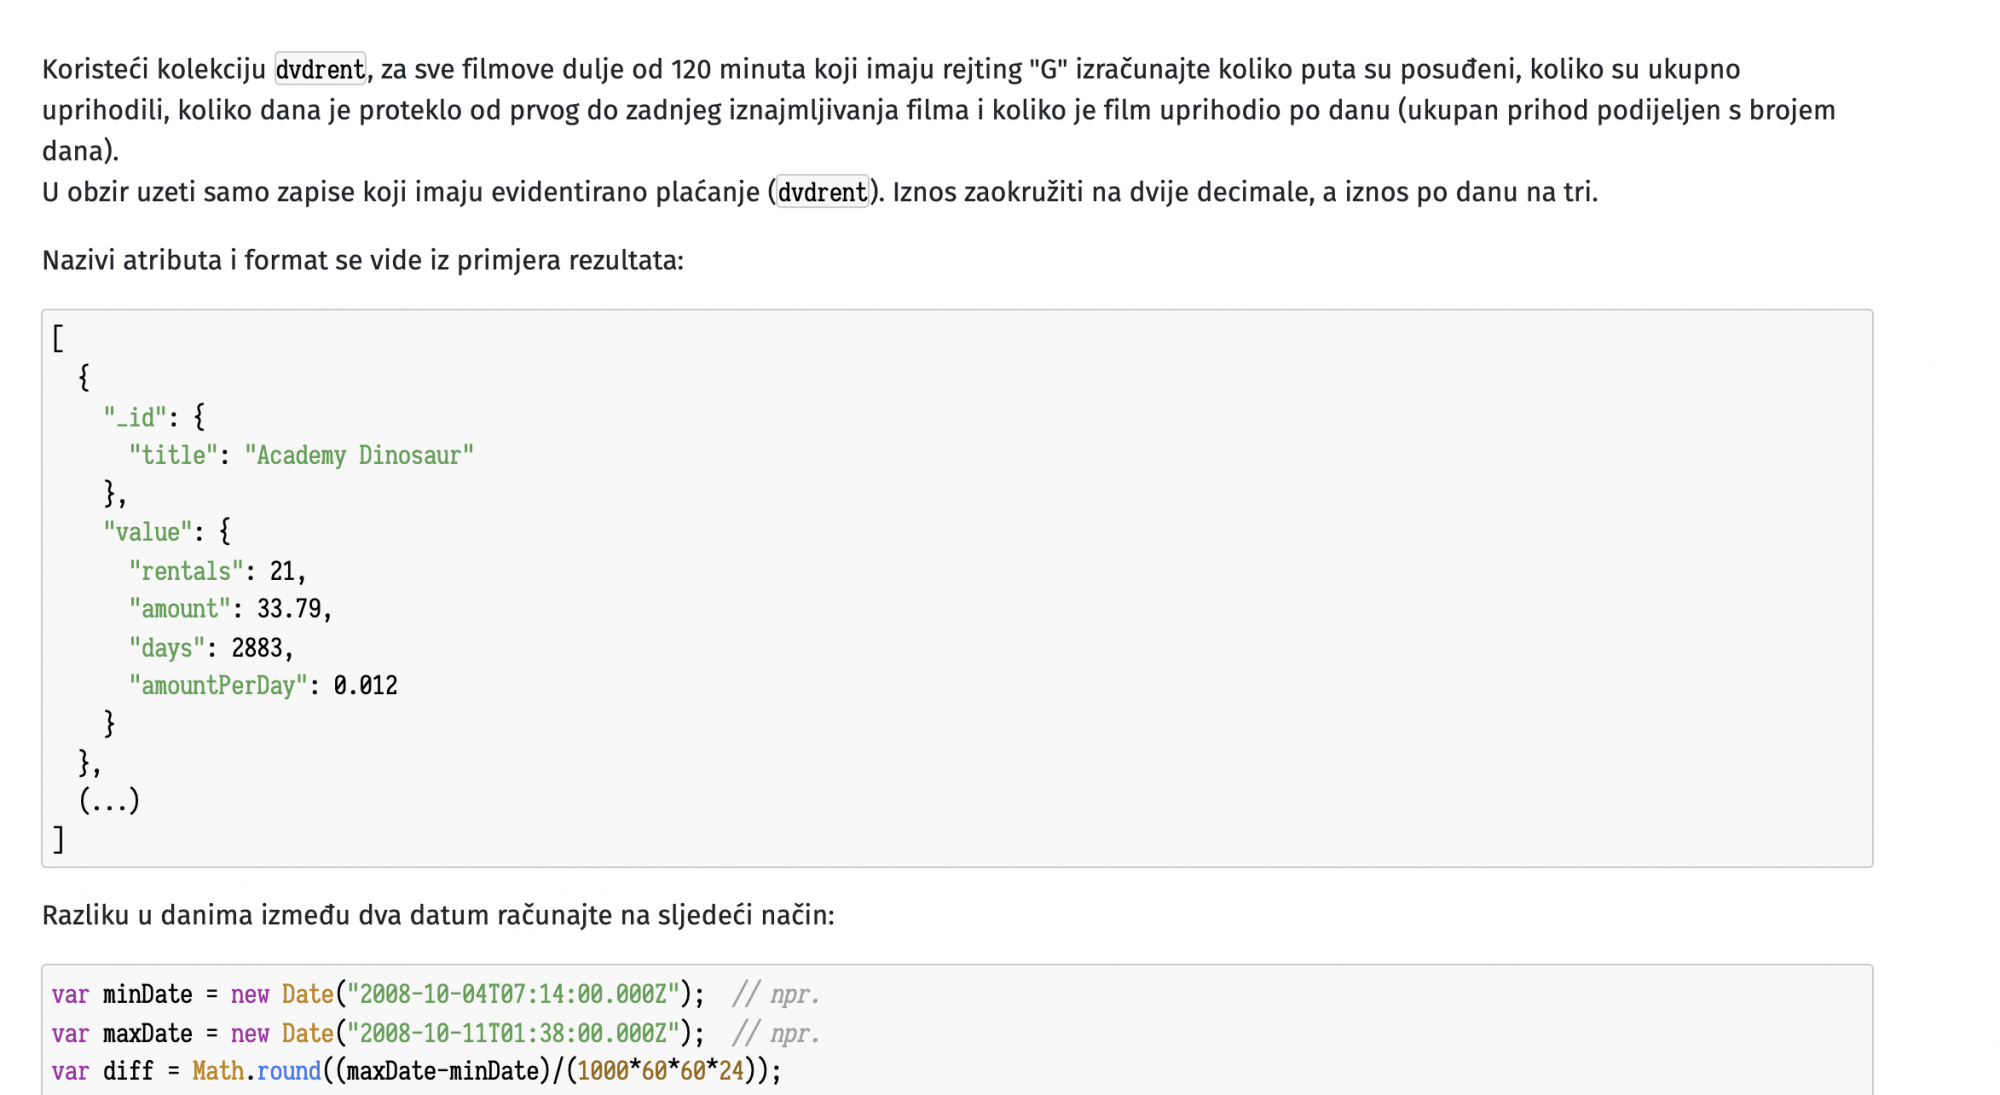 Koristeći kolekciju dvdrent, za sve filmove dulje od 120 minuta koji imaju rejting "G" izračunajte koliko puta su posuđeni, koliko su ukupno
uprihodili, koliko dana je proteklo od prvog do zadnjeg iznajmljivanja filma i koliko je film uprihodio po danu (ukupan prihod podijeljen s brojem
dana).
U obzir uzeti samo zapise koji imaju evidentirano plaćanje (dvdrent). Iznos zaokružiti na dvije decimale, a iznos po danu na tri.
Nazivi atributa i format se vide iz primjera rezultata:
[
  {
    "_id": {
      "title": "Academy Dinosaur"
    },
    "value": {
      "rentals": 21,
      "amount": 33.79,
      "days": 2883,
      "amountPerDay": 0.012
    }
  },
  (...)
]
Razliku u danima između dva datum računajte na sljedeći način:
var minDate = new Date("2008-10-04T07:14:00.000Z");  // npr.
var maxDate = new Date("2008-10-11T01:38:00.000Z");  // npr.
var diff = Math.round((maxDate-minDate)/(1000*60*60*24));